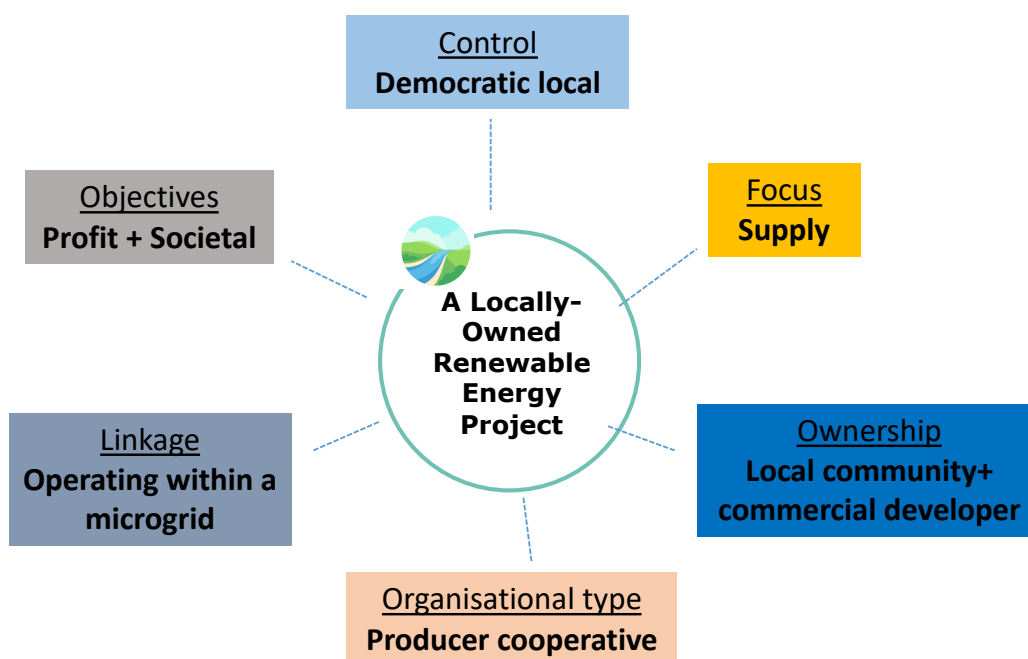 Control
Democratic local
Objectives
Profit + Societal
Focus
Supply
A Locally-
Owned
Renewable
Energy
Project
Linkage
Operating within a
microgrid
Ownership
Local community+
commercial developer
Organisational type
Producer cooperative